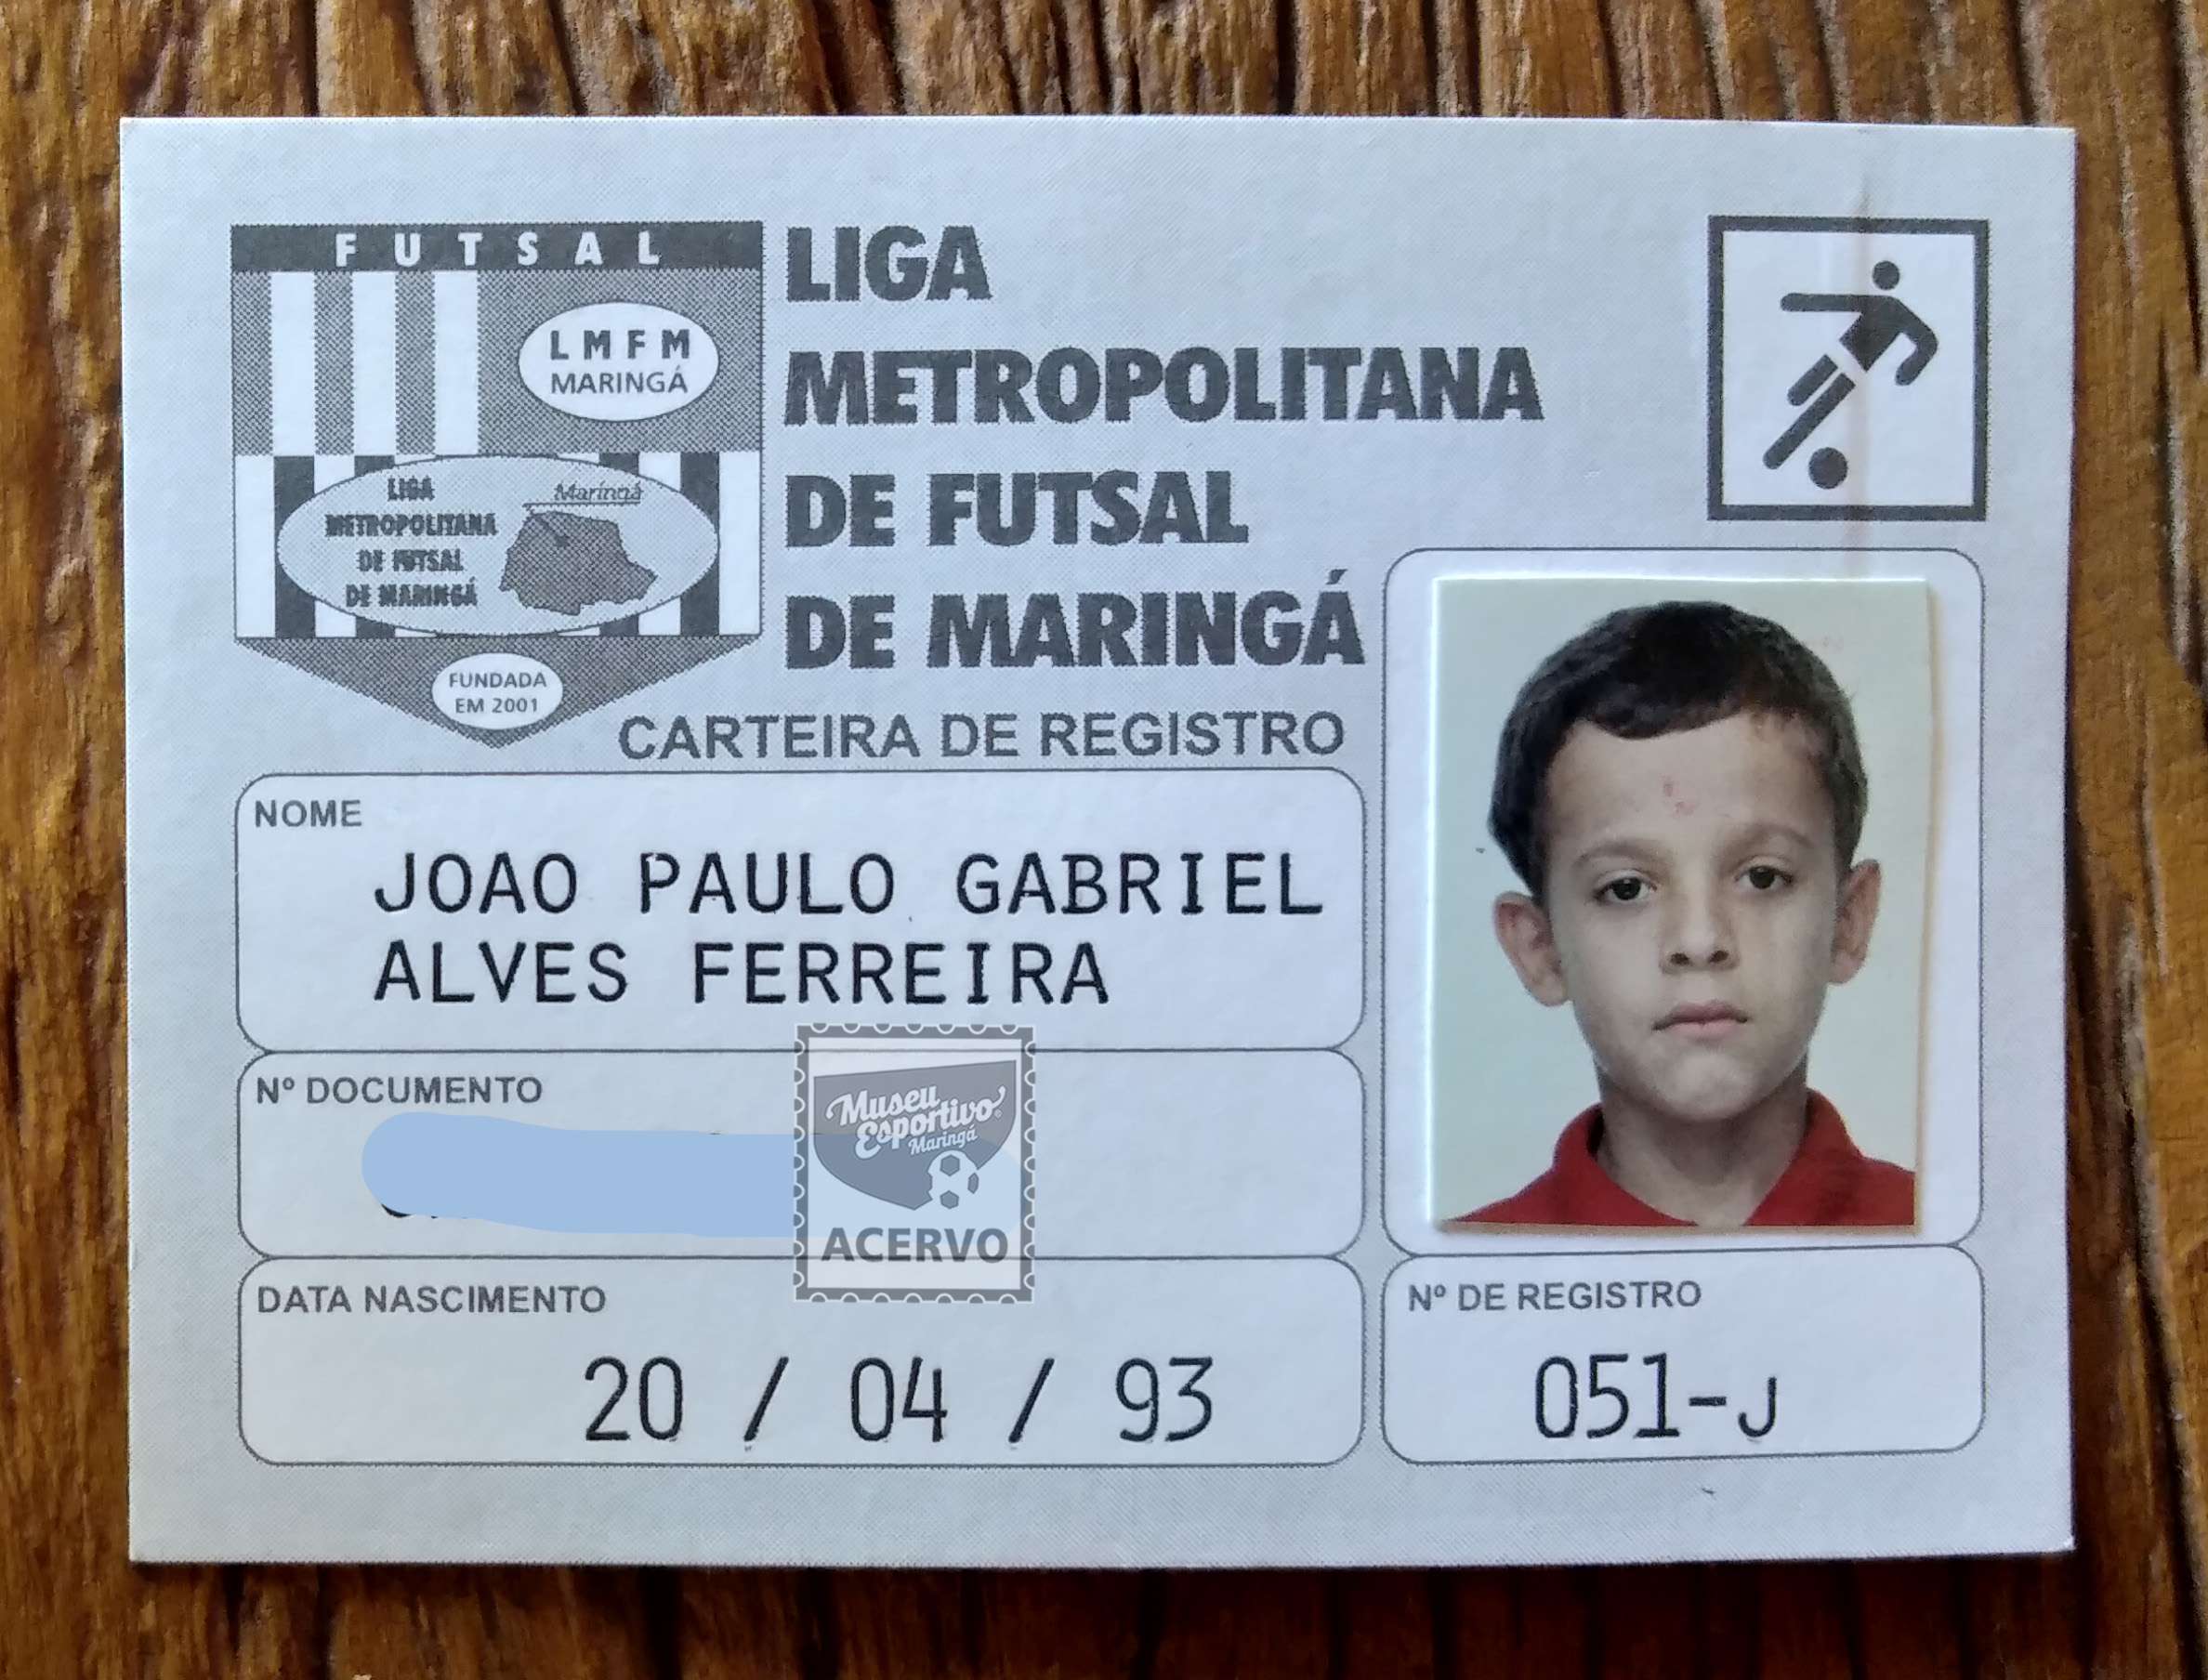 FUTSAL
LMFM
MARINGÁ
LIGA
METROPOLITANA
DE FUTSAL
DE MARINGÁ
Maringá
FUNDADA
EM 2001
LIGA
METROPOLITANA
DE FUTSAL
DE MARINGÁ
CARTEIRA DE REGISTRO
NOME
JOAO PAULO GABRIEL
ALVES FERREIRA
Nº DOCUMENTO
Museu
Esportivo
Maringá
ACERVO
DATA NASCIMENTO
20 / 04 / 93
Nº DE REGISTRO
051-J